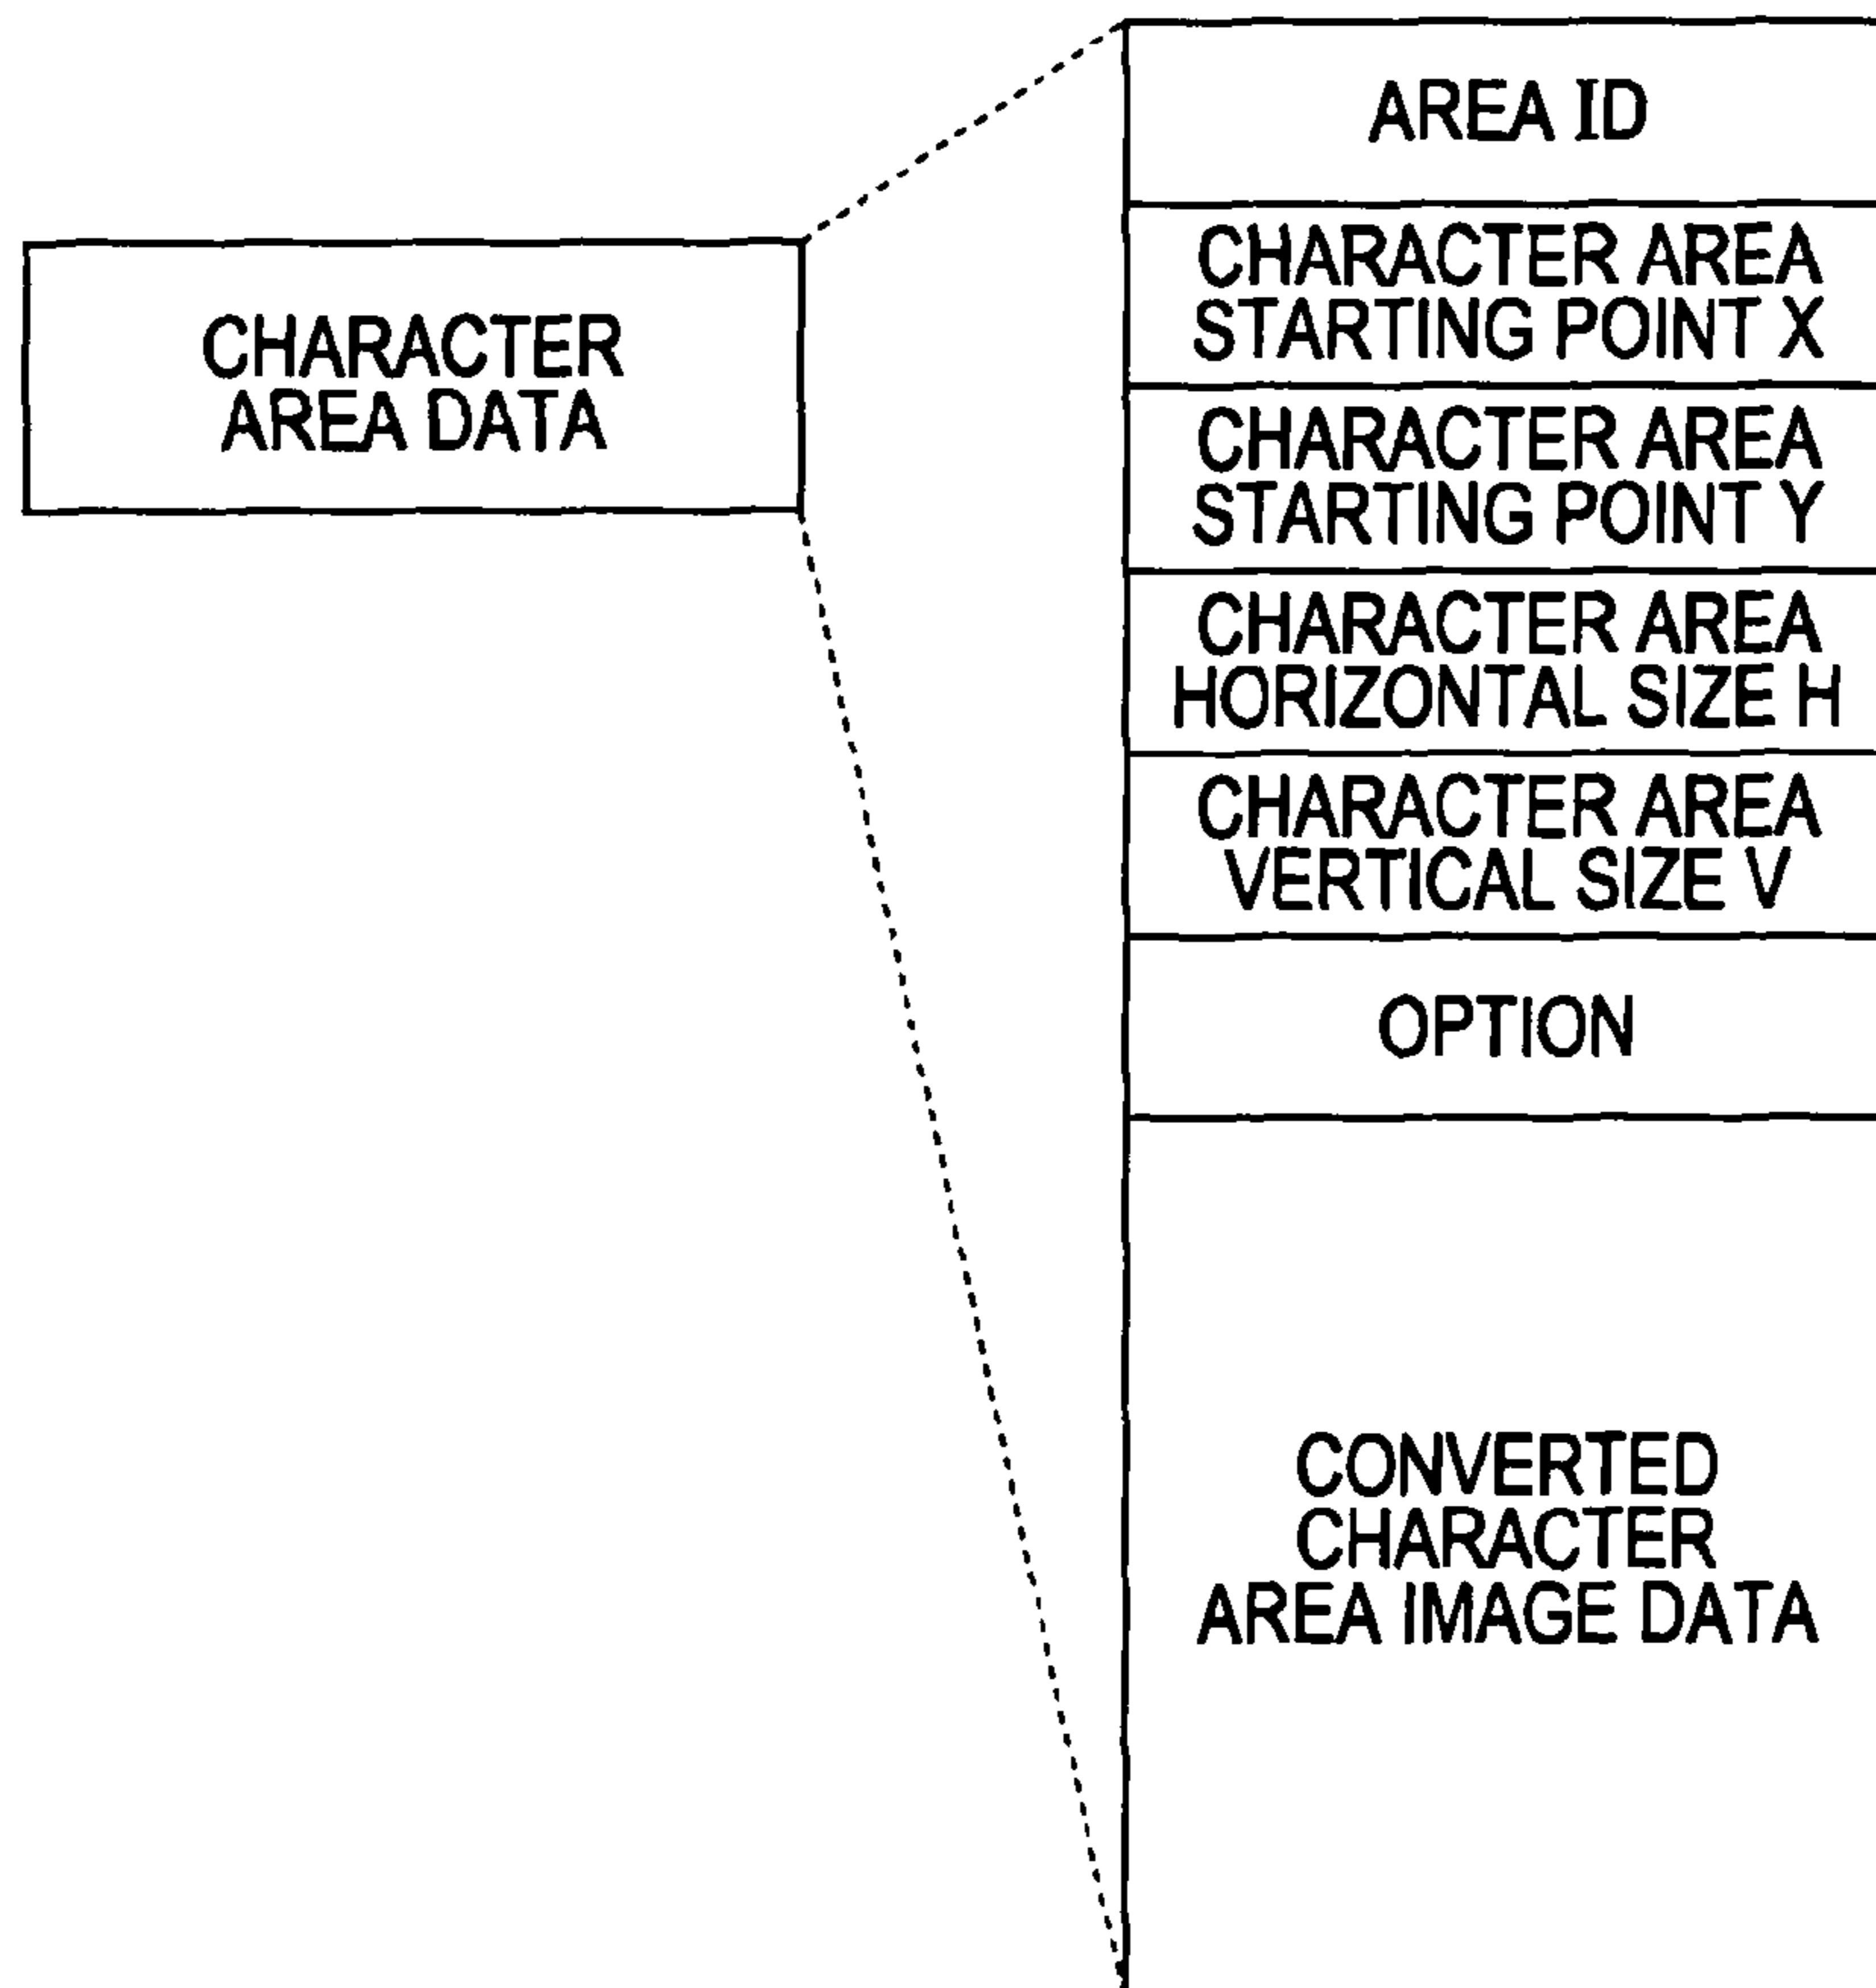 CHARACTER
AREA DATA
AREA ID
CHARACTER AREA
STARTING POINT X
CHARACTER AREA
STARTING POINT Y
CHARACTER AREA
HORIZONTAL SIZE H
CHARACTER AREA
VERTICAL SIZE V
OPTION
CONVERTED
CHARACTER
AREA IMAGE DATA